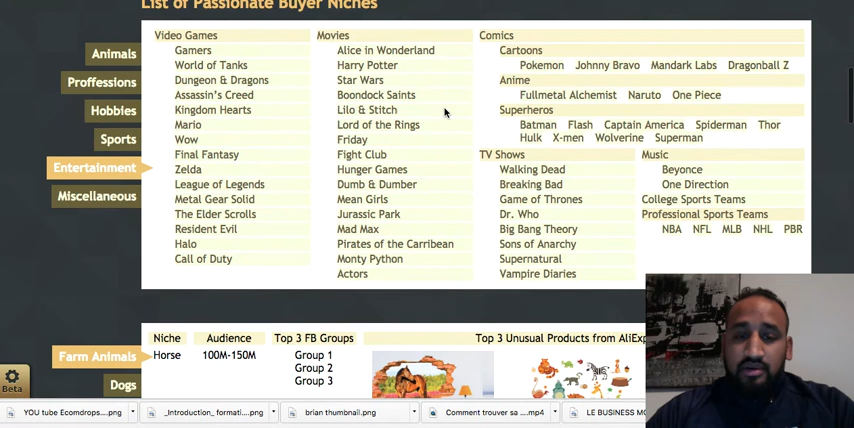 List of Passionate Buyer Niches
Animals
Proffessions
Hobbies
Sports
Entertainment
Miscellaneous
Video Games
Gamers
World of Tanks
Dungeon & Dragons
Assassin's Creed
Kingdom Hearts
Mario
Wow
Final Fantasy
Zelda
League of Legends
Metal Gear Solid
The Elder Scrolls
Resident Evil
Halo
Call of Duty
Movies
Alice in Wonderland
Harry Potter
Star Wars
Boondock Saints
Lilo & Stitch
Lord of the Rings
Friday
Fight Club
Hunger Games
Dumb & Dumber
Mean Girls
Jurassic Park
Mad Max
Pirates of the Carribean
Monty Python
Actors
Comics
Cartoons
Pokemon Johnny Bravo Mandark Labs Dragonball Z
Anime
Fullmetal Alchemist Naruto One Piece
Superheros
Batman Flash Captain America Spiderman Thor
Hulk X-men Wolverine Superman
TV Shows
Walking Dead
Breaking Bad
Game of Thrones
Dr. Who
Big Bang Theory
Sons of Anarchy
Supernatural
Vampire Diaries
Music
Beyonce
One Direction
College Sports Teams
Professional Sports Teams
NBA NFL MLB NHL PBR
Niche Audience Top 3 FB Groups Top 3 Unusual Products from AliExp
Farm Animals
Dogs
Horse 100M-150M Group 1
Group 2
Group 3
Beta
YOU tube Ecomdrops....png _Introduction_ formati....png brian thumbnail.png Comment trouver sa ....mp4 LE BUSINESS MO